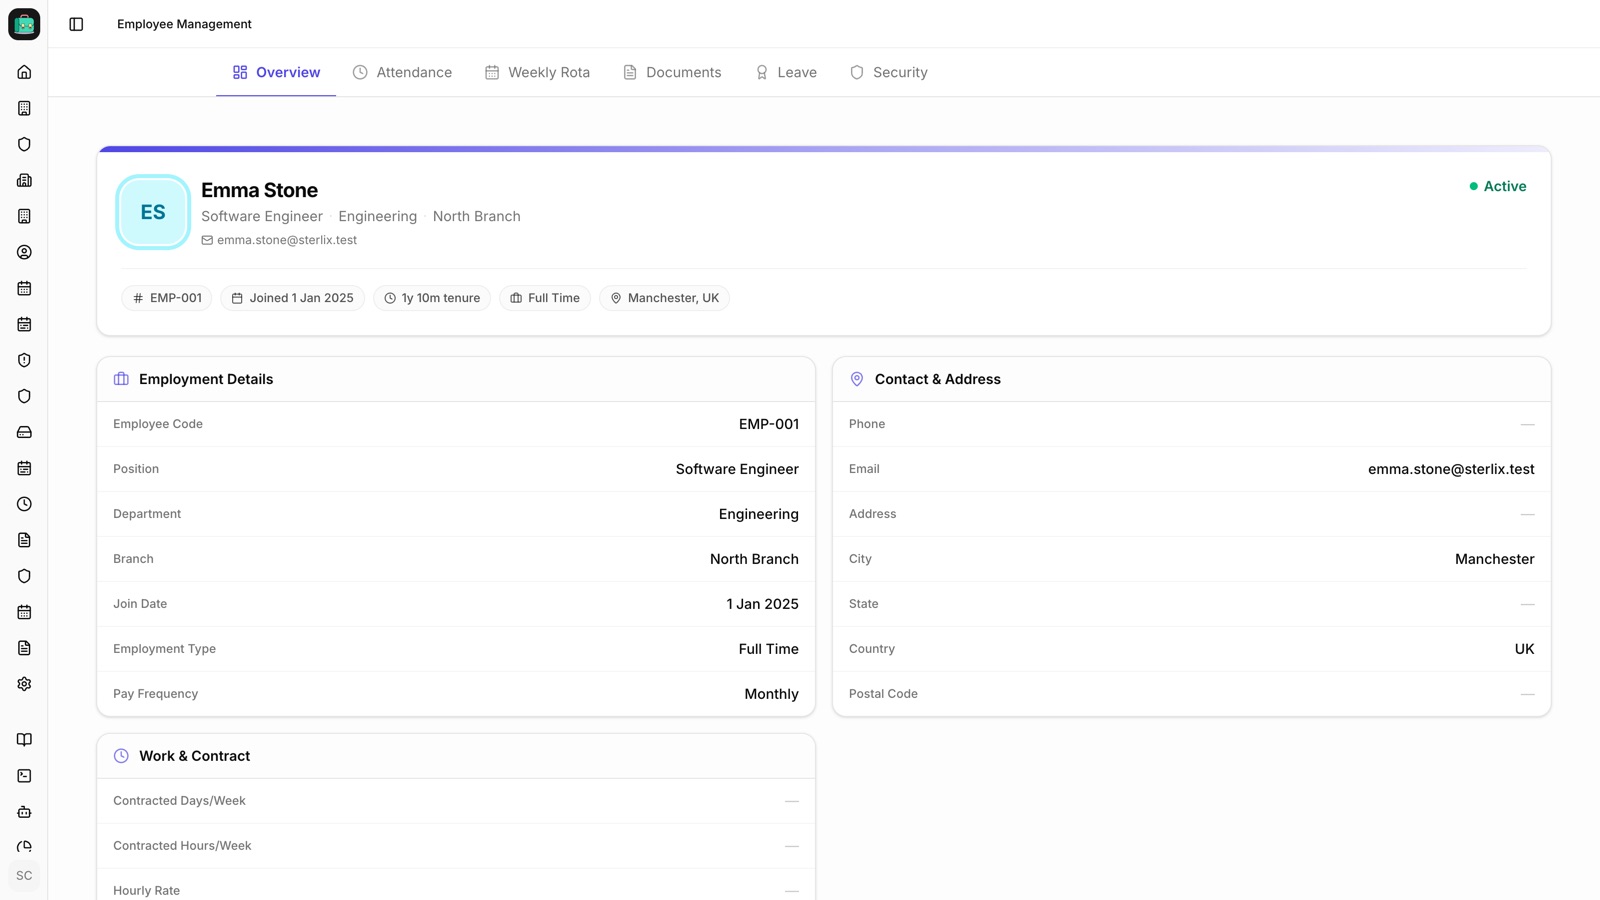 Employee Management
Overview
Attendance
Weekly Rota
Documents
Leave
Security
ES
Emma Stone
Active
Software Engineer · Engineering · North Branch
emma.stone@sterlix.test
EMP-001
Joined 1 Jan 2025
1y 10m tenure
Full Time
Manchester, UK
Employment Details
Employee Code
EMP-001
Position
Software Engineer
Department
Engineering
Branch
North Branch
Join Date
1 Jan 2025
Employment Type
Full Time
Pay Frequency
Monthly
Contact & Address
Phone
—
Email
emma.stone@sterlix.test
Address
—
City
Manchester
State
—
Country
UK
Postal Code
—
Work & Contract
Contracted Days/Week
—
Contracted Hours/Week
—
Hourly Rate
—
SC